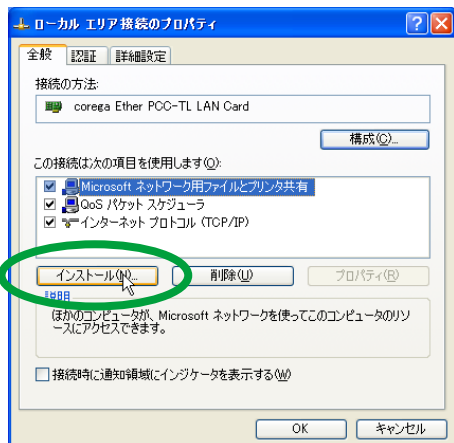 ローカル エリア接続のプロパティ
全般 認証 詳細設定
接続の方法:
corega Ether PCC-TL LAN Card
構成(C)...
この接続は次の項目を使用します(O):
Microsoft ネットワーク用ファイルとプリンタ共有
QoS パケット スケジューラ
インターネット プロトコル (TCP/IP)
インストール(N)... 削除(U) プロパティ(R)
説明
ほかのコンピュータが、Microsoft ネットワークを使ってこのコンピュータのリソ
ースにアクセスできます。
接続時に通知領域にインジケータを表示する(W)
OK キャンセル